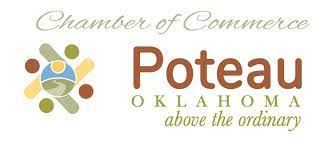 Chamber of Commerce
Poteau
OKLAHOMA
above the ordinary